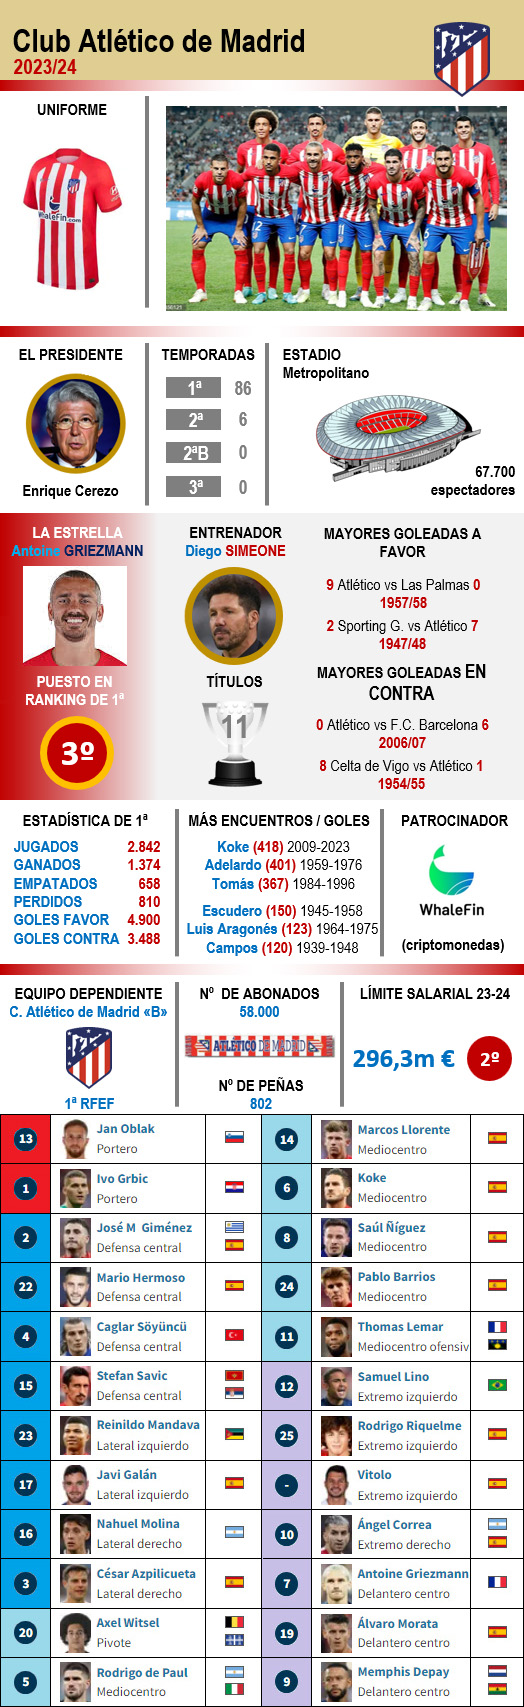 Club Atlético de Madrid
2023/24
UNIFORME
WhaleFin.com
EL PRESIDENTE
Enrique Cerezo
TEMPORADAS
1ª 86
2ª 6
2ªB 0
3ª 0
ESTADIO
Metropolitano
67.700
espectadores
LA ESTRELLA
Antoine GRIEZMANN
PUESTO EN
RANKING DE 1ª
3º
ENTRENADOR
Diego SIMEONE
TÍTULOS
11
MAYORES GOLEADAS A
FAVOR
9 Atlético vs Las Palmas 0
1957/58
2 Sporting G. vs Atlético 7
1947/48
MAYORES GOLEADAS EN
CONTRA
0 Atlético vs F.C. Barcelona 6
2006/07
8 Celta de Vigo vs Atlético 1
1954/55
ESTADÍSTICA DE 1ª
JUGADOS 2.842
GANADOS 1.374
EMPATADOS 658
PERDIDOS 810
GOLES FAVOR 4.900
GOLES CONTRA 3.488
MÁS ENCUENTROS / GOLES
Koke (418) 2009-2023
Adelardo (401) 1959-1976
Tomás (367) 1984-1996
Escudero (150) 1945-1958
Luis Aragonés (123) 1964-1975
Campos (120) 1939-1948
PATROCINADOR
WhaleFin
(criptomonedas)
EQUIPO DEPENDIENTE
C. Atlético de Madrid «B»
1ª RFEF
Nº DE ABONADOS
58.000
ATLETICO DE MADRID
Nº DE PEÑAS
802
LÍMITE SALARIAL 23-24
296,3m € 2º
13 Jan Oblak
Portero
1 Ivo Grbic
Portero
2 José M Giménez
Defensa central
22 Mario Hermoso
Defensa central
4 Caglar Söyüncü
Defensa central
15 Stefan Savic
Defensa central
23 Reinildo Mandava
Lateral izquierdo
17 Javi Galán
Lateral izquierdo
16 Nahuel Molina
Lateral derecho
3 César Azpilicueta
Lateral derecho
20 Axel Witsel
Pivote
5 Rodrigo de Paul
Mediocentro
14 Marcos Llorente
Mediocentro
6 Koke
Mediocentro
8 Saúl Ñíguez
Mediocentro
24 Pablo Barrios
Mediocentro
11 Thomas Lemar
Mediocentro ofensiv
12 Samuel Lino
Extremo izquierdo
25 Rodrigo Riquelme
Extremo izquierdo
- Vitolo
Extremo izquierdo
10 Ángel Correa
Extremo derecho
7 Antoine Griezmann
Delantero centro
19 Álvaro Morata
Delantero centro
9 Memphis Depay
Delantero centro